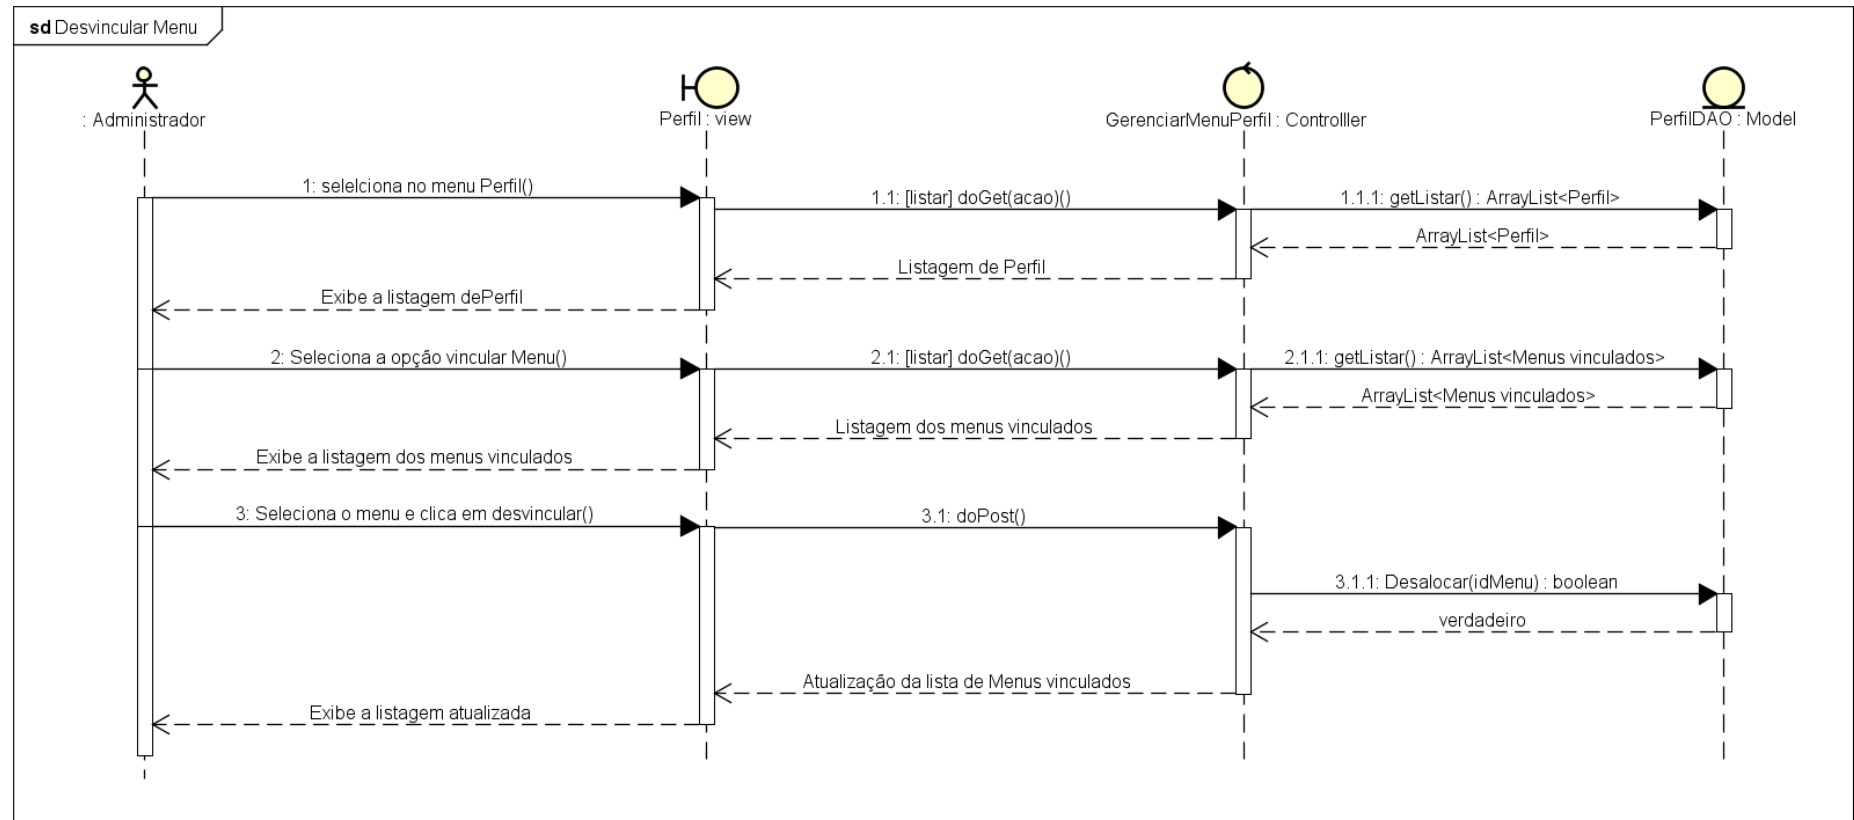 sd Desvincular Menu
: Administrador
Perfil : view
GerenciarMenuPerfil : Controlller
PerfilDAO : Model
1: selelciona no menu Perfil()
1.1: [listar] doGet(acao)()
1.1.1: getListar() : ArrayList<Perfil>
ArrayList<Perfil>
Listagem de Perfil
Exibe a listagem dePerfil
2: Seleciona a opção vincular Menu()
2.1: [listar] doGet(acao)()
2.1.1: getListar() : ArrayList<Menus vinculados>
ArrayList<Menus vinculados>
Listagem dos menus vinculados
Exibe a listagem dos menus vinculados
3: Seleciona o menu e clica em desvincular()
3.1: doPost()
3.1.1: Desalocar(idMenu) : boolean
verdadeiro
Atualização da lista de Menus vinculados
Exibe a listagem atualizada